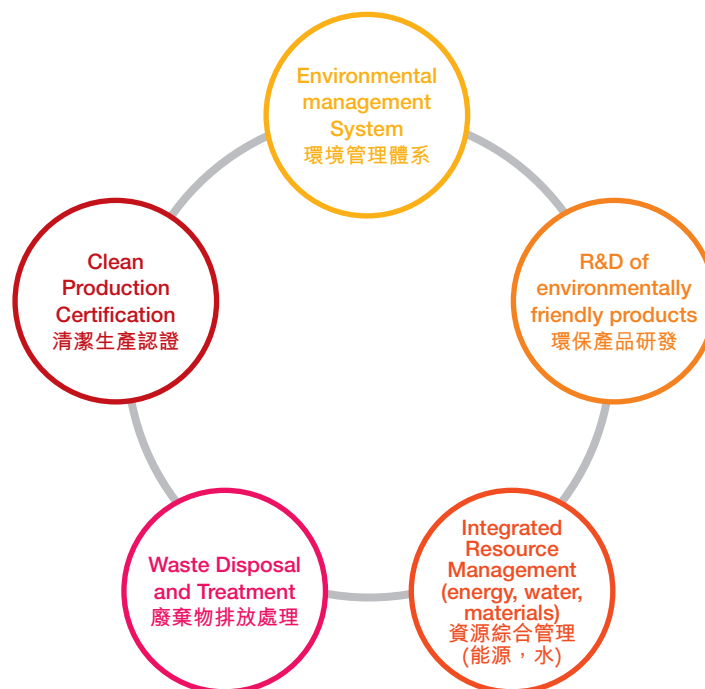 Environmental
management
System
環境管理體系
Clean
Production
Certification
清潔生產認證
R&D of
environmentally
friendly products
環保產品研發
Waste Disposal
and Treatment
廢棄物排放處理
Integrated
Resource
Management
(energy, water,
materials)
資源綜合管理
(能源，水)